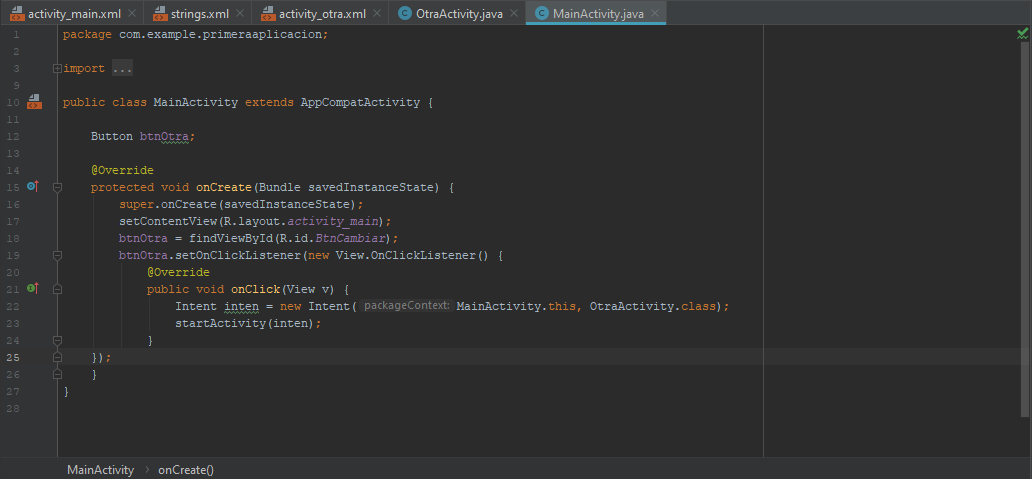 activity_main.xml strings.xml activity_otra.xml OtraActivity.java MainActivity.java
1 package com.example.primeraaplicacion;
2
3 import ...
9
10 public class MainActivity extends AppCompatActivity {
11
12 Button btnOtra;
13
14 @Override
15 protected void onCreate(Bundle savedInstanceState) {
16 super.onCreate(savedInstanceState);
17 setContentView(R.layout.activity_main);
18 btnOtra = findViewById(R.id.BtnCambiar);
19 btnOtra.setOnClickListener(new View.OnClickListener() {
20 @Override
21 public void onClick(View v) {
22 Intent inten = new Intent( packageContext: MainActivity.this, OtraActivity.class);
23 startActivity(inten);
24 }
25 });
26 }
27 }
28
MainActivity › onCreate()